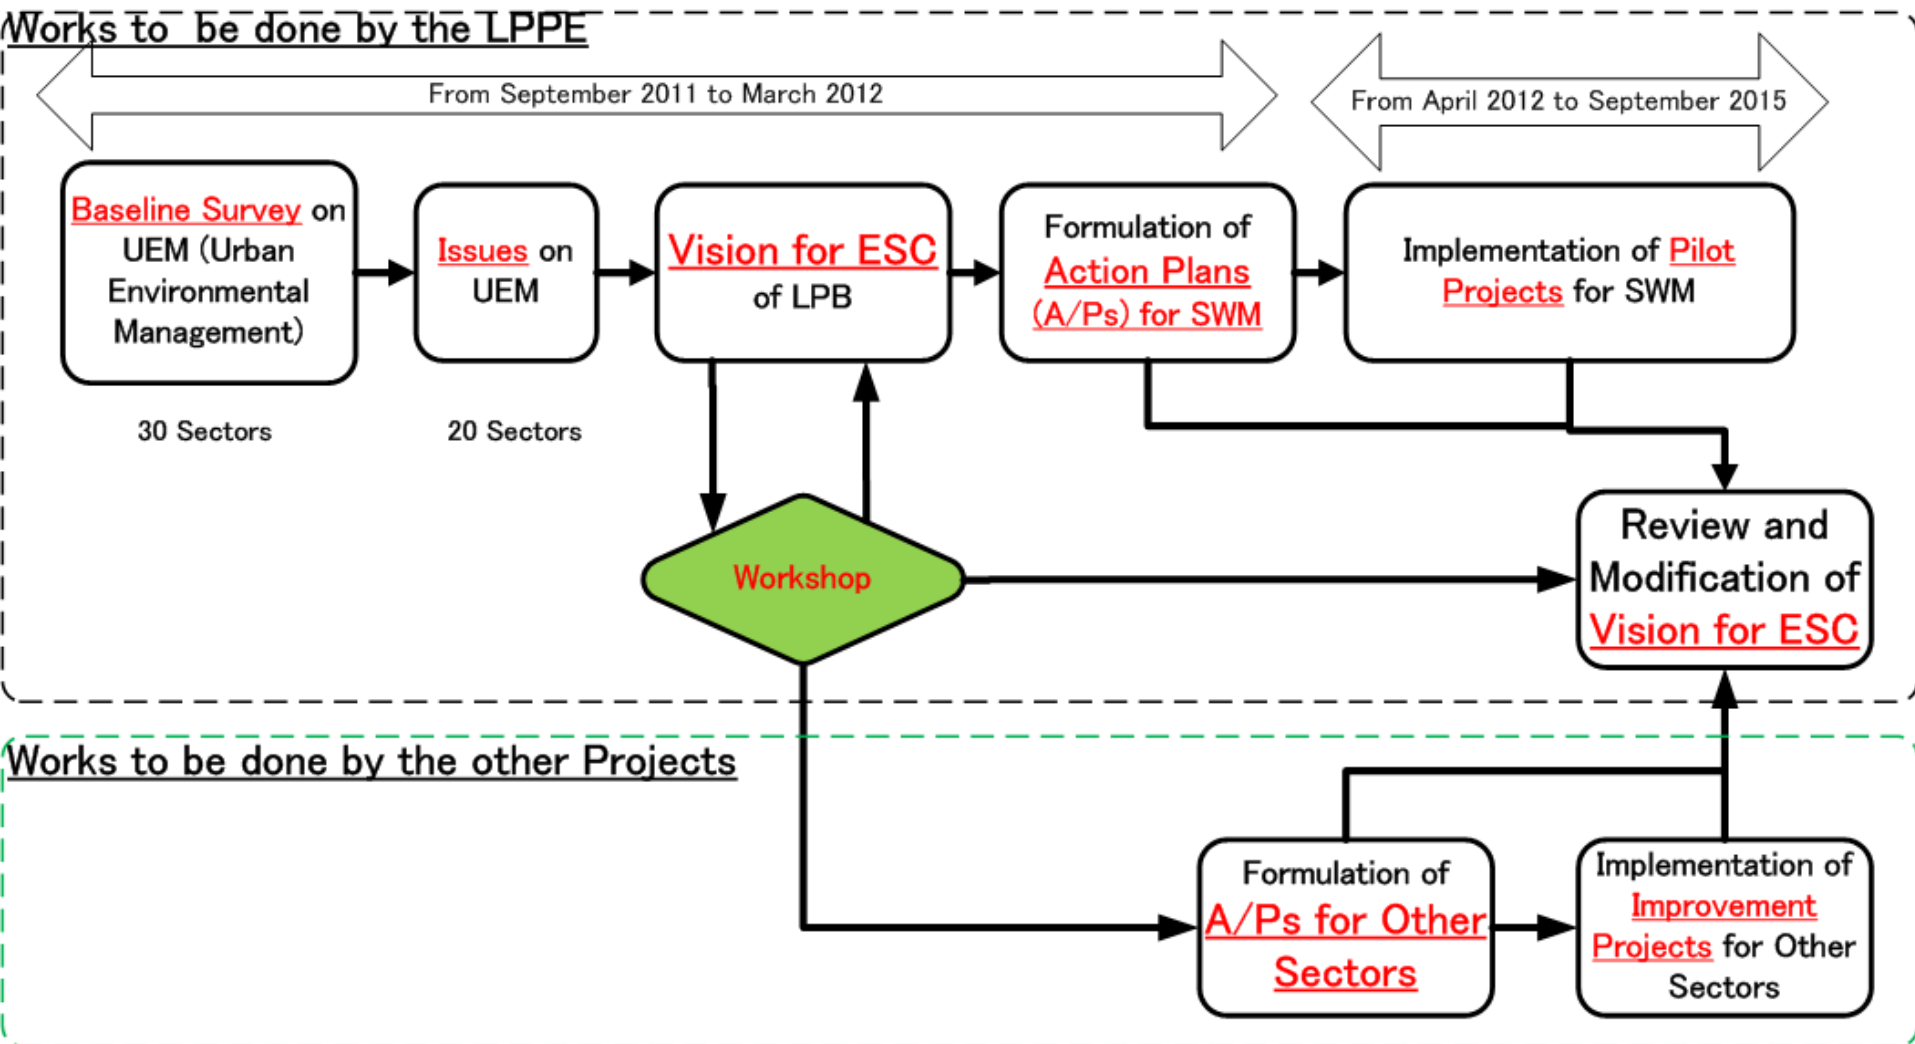 Works to be done by the LPPE
From September 2011 to March 2012
From April 2012 to September 2015
Baseline Survey on
UEM (Urban
Environmental
Management)
Issues on
UEM
Vision for ESC
of LPB
Formulation of
Action Plans
(A/Ps) for SWM
Implementation of Pilot
Projects for SWM
30 Sectors
20 Sectors
Workshop
Review and
Modification of
Vision for ESC
Works to be done by the other Projects
Formulation of
A/Ps for Other
Sectors
Implementation of
Improvement
Projects for Other
Sectors